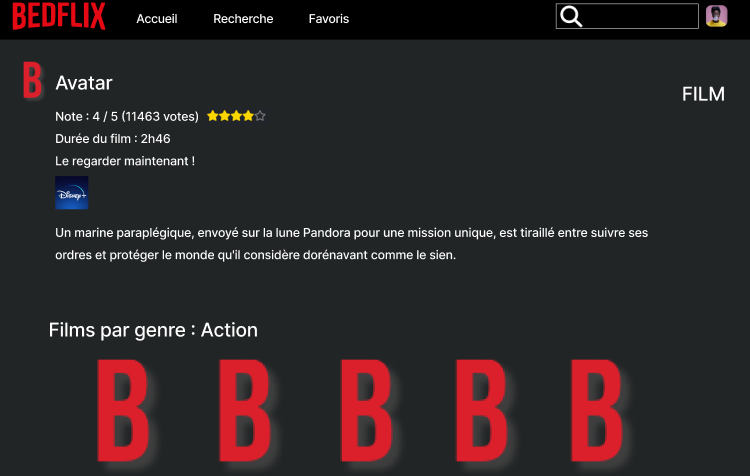 BEDFLIX
Accueil
Recherche
Favoris
B
Avatar
FILM
Note : 4 / 5 (11463 votes)
Durée du film : 2h46
Le regarder maintenant !
Disney+
Un marine paraplégique, envoyé sur la lune Pandora pour une mission unique, est tiraillé entre suivre ses
ordres et protéger le monde qu'il considère dorénavant comme le sien.
Films par genre : Action
B B B B B